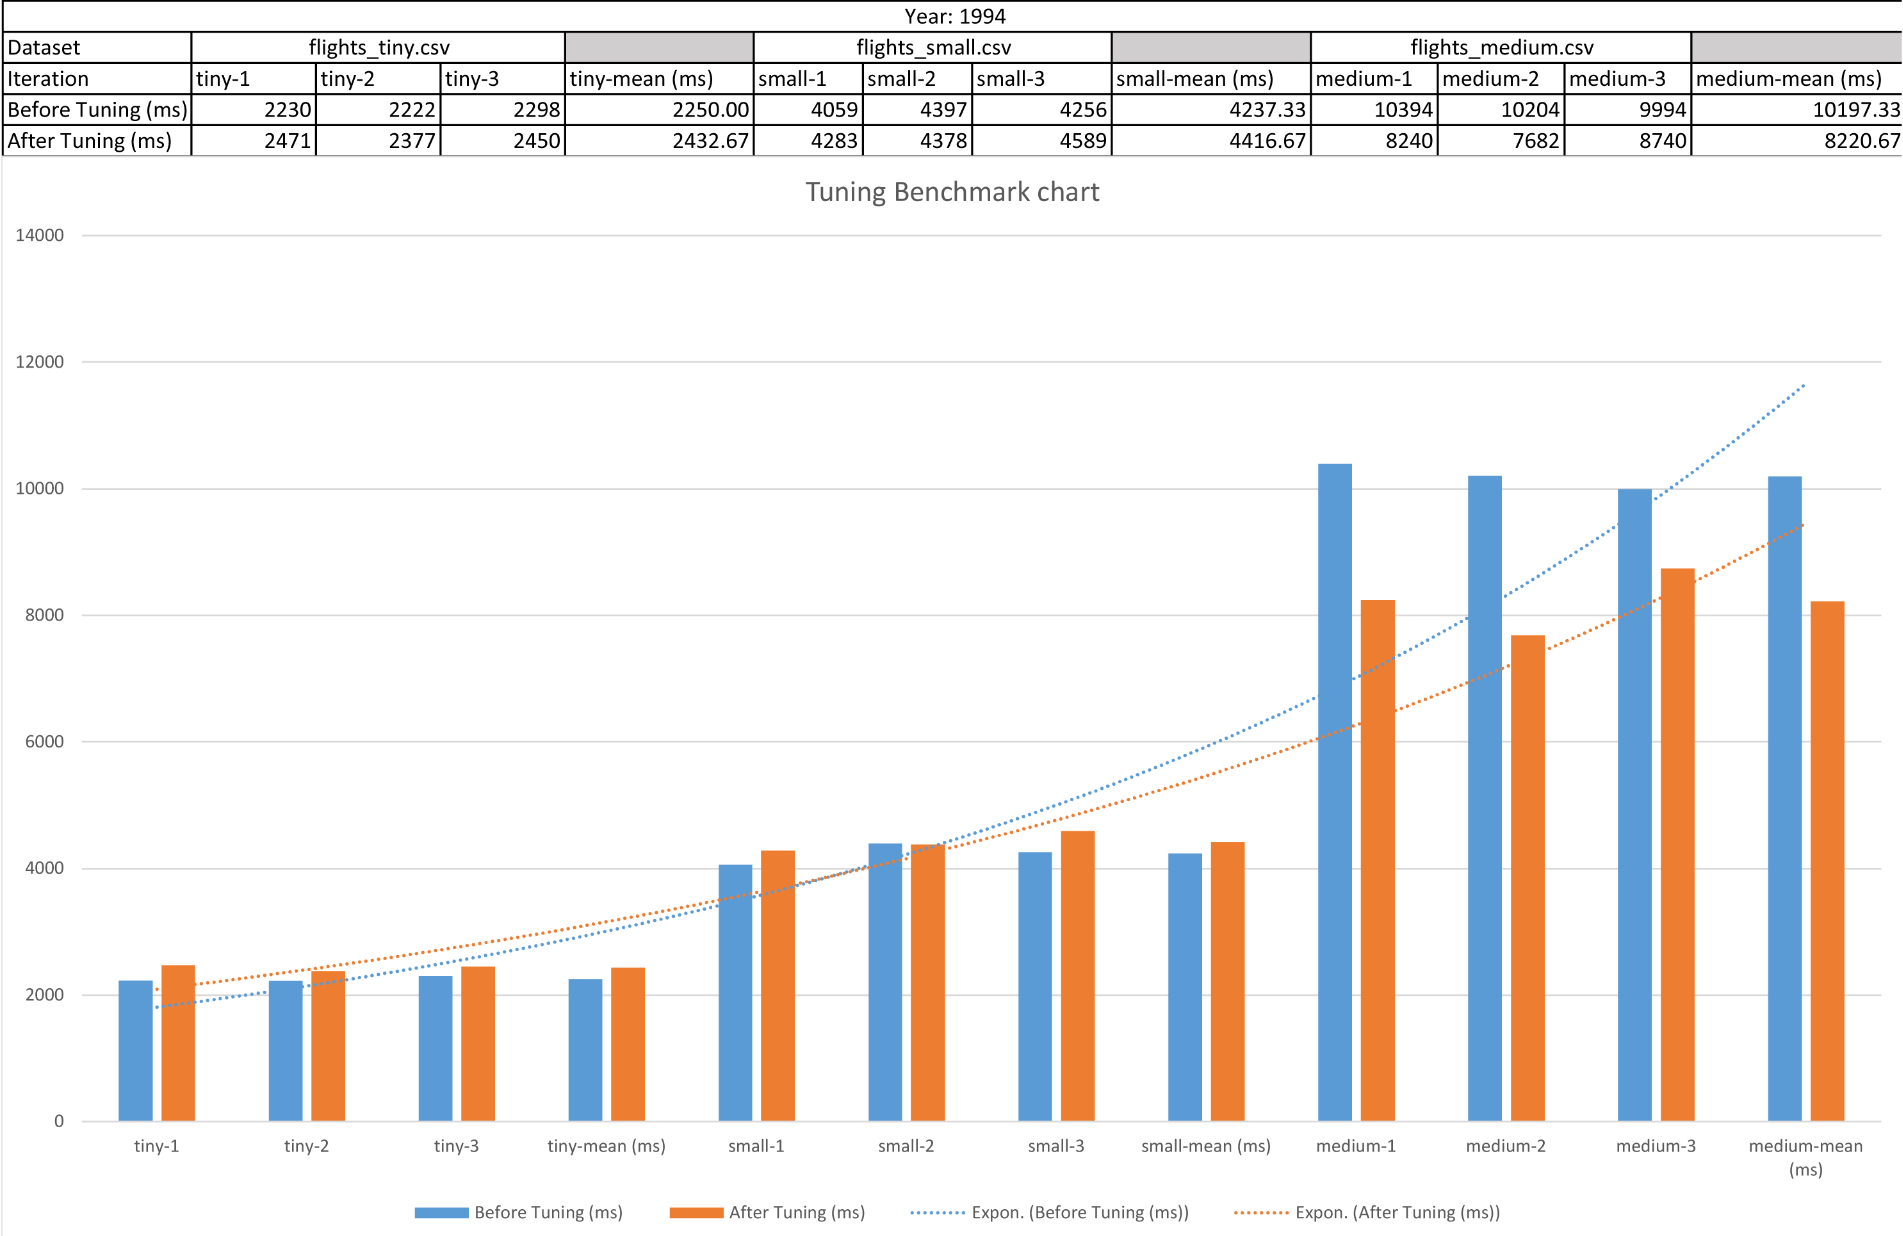 Year: 1994
Dataset flights_tiny.csv flights_small.csv flights_medium.csv
Iteration tiny-1 tiny-2 tiny-3 tiny-mean (ms) small-1 small-2 small-3 small-mean (ms) medium-1 medium-2 medium-3 medium-mean (ms)
Before Tuning (ms) 2230 2222 2298 2250.00 4059 4397 4256 4237.33 10394 10204 9994 10197.33
After Tuning (ms) 2471 2377 2450 2432.67 4283 4378 4589 4416.67 8240 7682 8740 8220.67
Tuning Benchmark chart
14000
12000
10000
8000
6000
4000
2000
0
tiny-1 tiny-2 tiny-3 tiny-mean (ms) small-1 small-2 small-3 small-mean (ms) medium-1 medium-2 medium-3 medium-mean
(ms)
Before Tuning (ms) After Tuning (ms) Expon. (Before Tuning (ms)) Expon. (After Tuning (ms))